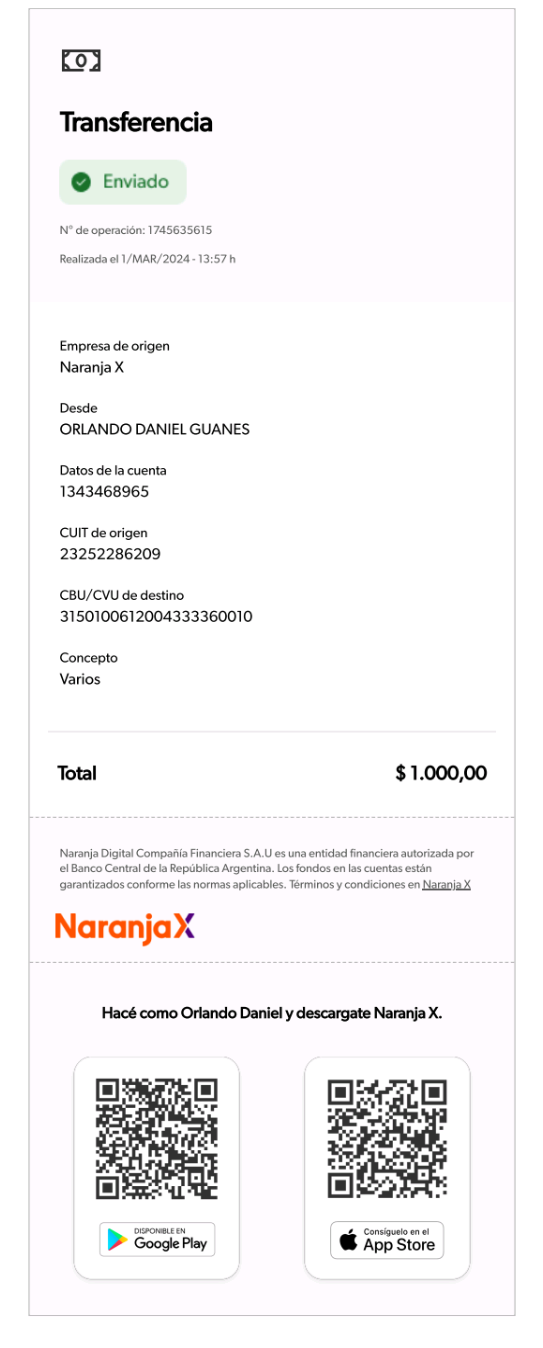 Transferencia
Enviado
N° de operación: 1745635615
Realizada el 1/MAR/2024 - 13:57 h
Empresa de origen
Naranja X
Desde
ORLANDO DANIEL GUANES
Datos de la cuenta
1343468965
CUIT de origen
23252286209
CBU/CVU de destino
3150100612004333360010
Concepto
Varios
Total $ 1.000,00
Naranja Digital Compañía Financiera S.A.U es una entidad financiera autorizada por
el Banco Central de la República Argentina. Los fondos en las cuentas están
garantizados conforme las normas aplicables. Términos y condiciones en Naranja X
NaranjaX
Hacé como Orlando Daniel y descargate Naranja X.
DISPONIBLE EN
Google Play
Consíguelo en el
App Store